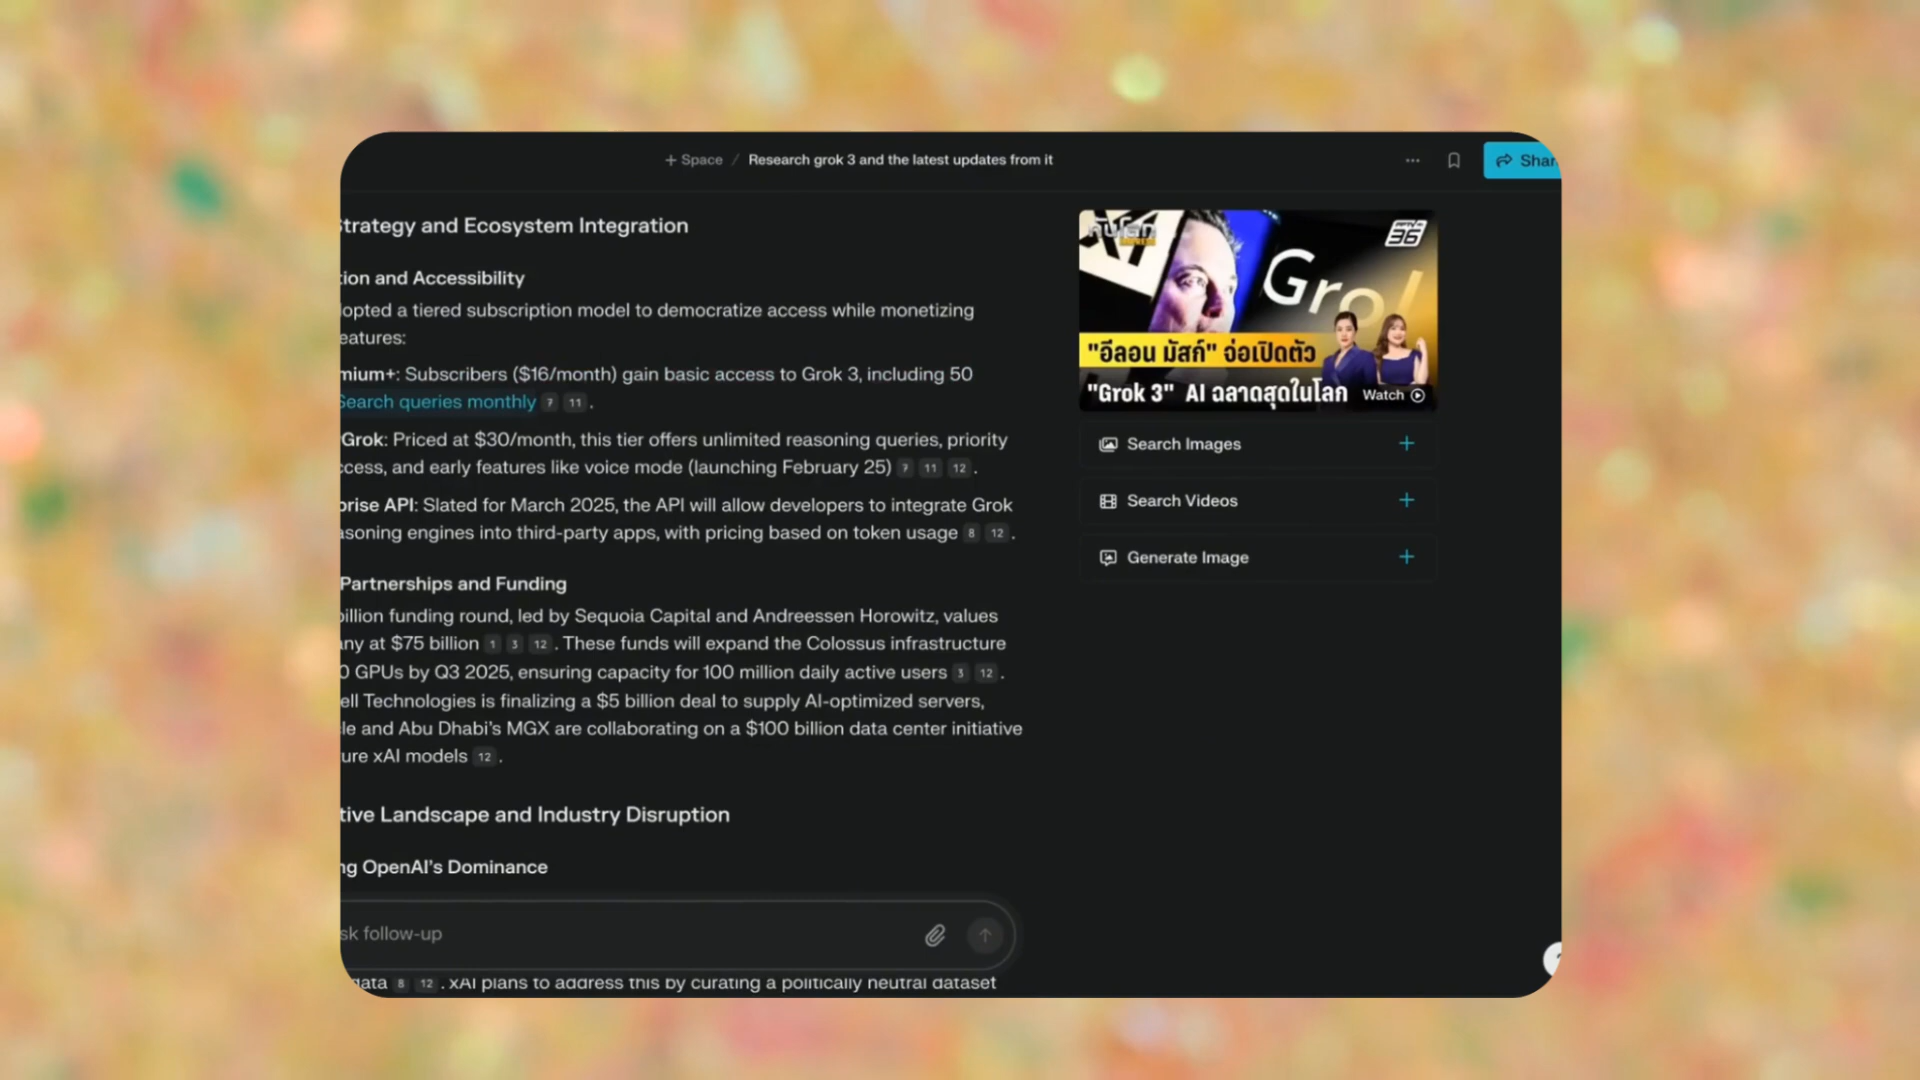 + Space / Research grok 3 and the latest updates from it
Share
Strategy and Ecosystem Integration
tion and Accessibility
dopted a tiered subscription model to democratize access while monetizing
eatures:
mium+: Subscribers ($16/month) gain basic access to Grok 3, including 50
Search queries monthly 7 11 .
Grok: Priced at $30/month, this tier offers unlimited reasoning queries, priority
ccess, and early features like voice mode (launching February 25) 7 11 12 .
prise API: Slated for March 2025, the API will allow developers to integrate Grok
asoning engines into third-party apps, with pricing based on token usage 8 12 .
Partnerships and Funding
billion funding round, led by Sequoia Capital and Andreessen Horowitz, values
any at $75 billion 1 3 12 . These funds will expand the Colossus infrastructure
0 GPUs by Q3 2025, ensuring capacity for 100 million daily active users 3 12 .
ell Technologies is finalizing a $5 billion deal to supply AI-optimized servers,
le and Abu Dhabi's MGX are collaborating on a $100 billion data center initiative
ure xAI models 12 .
tive Landscape and Industry Disruption
ng OpenAI's Dominance
sk follow-up
data 8 12 . xAI plans to address this by curating a politically neutral dataset
36
Grok
"อีลอน มัสก์" จ่อเปิดตัว
"Grok 3" AI ฉลาดสุดในโลก
Watch
Search Images +
Search Videos +
Generate Image +